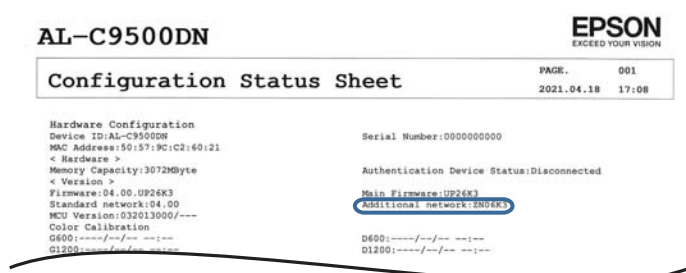 AL-C9500DN
EPSON
EXCEED YOUR VISION
Configuration Status Sheet
PAGE. 001
2021.04.18 17:08
Hardware Configuration
Device ID:AL-C9500DN Serial Number:0000000000
MAC Address:50:57:9C:C2:60:21
< Hardware >
Memory Capacity:3072MByte Authentication Device Status:Disconnected
< Version >
Firmware:04.00.UP26K3 Main Firmware:UP26K3
Standard network:04.00 Additional network:ZN06K3
MCU Version:032013000/---
Color Calibration
G600:----/--/-- --:-- D600:----/--/-- --:--
G1200:----/--/-- --:-- D1200:----/--/-- --:--